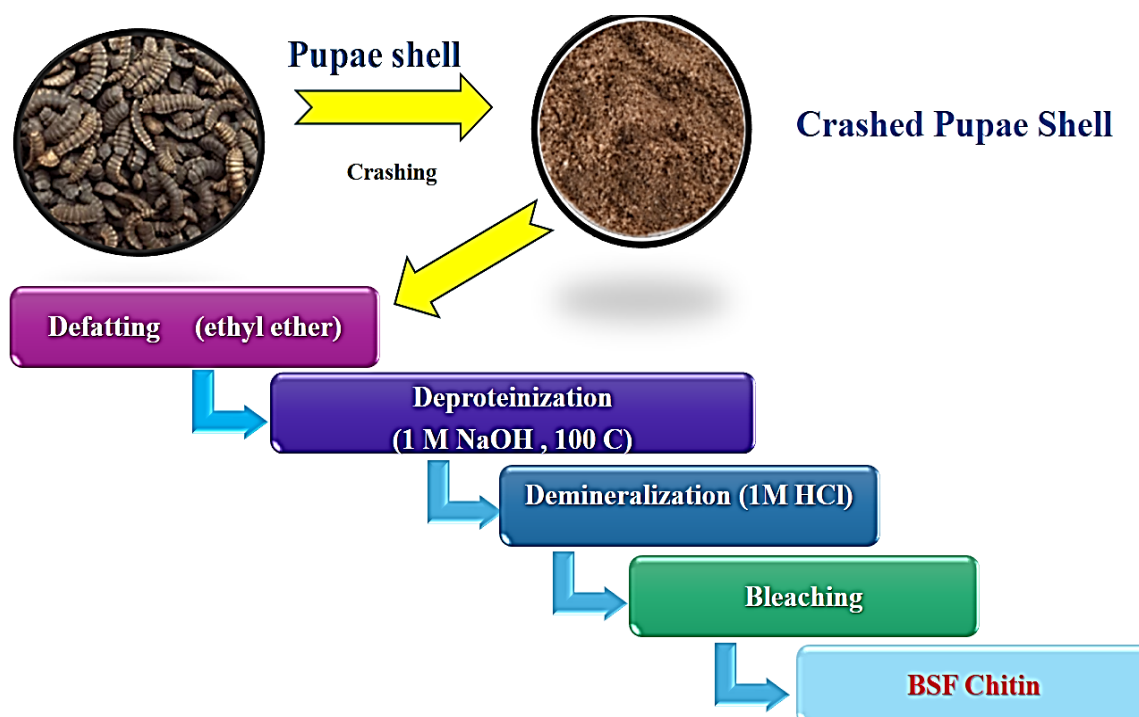 Pupae shell
Crashing
Crashed Pupae Shell
Defatting (ethyl ether)
Deproteinization
(1 M NaOH , 100 C)
Demineralization (1M HCl)
Bleaching
BSF Chitin